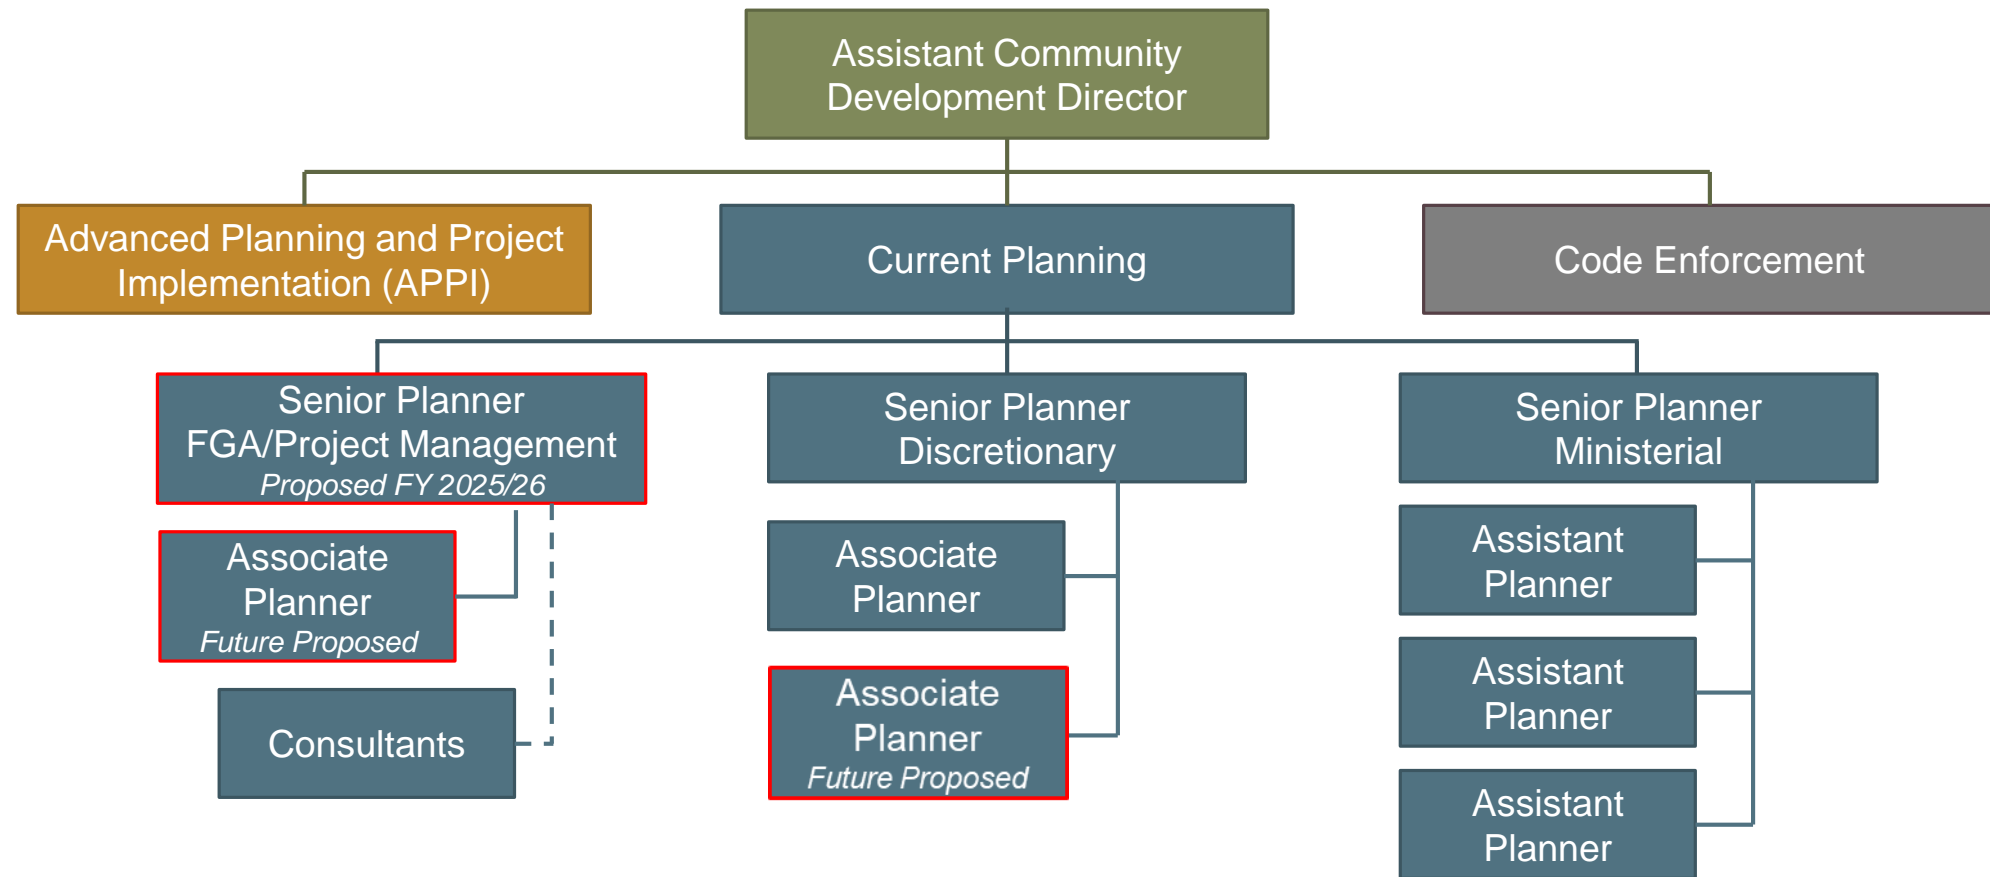 Assistant Community
Development Director
Advanced Planning and Project
Implementation (APPI)
Current Planning
Code Enforcement
Senior Planner
FGA/Project Management
Proposed FY 2025/26
Associate
Planner
Future Proposed
Consultants
Senior Planner
Discretionary
Associate
Planner
Associate
Planner
Future Proposed
Senior Planner
Ministerial
Assistant
Planner
Assistant
Planner
Assistant
Planner